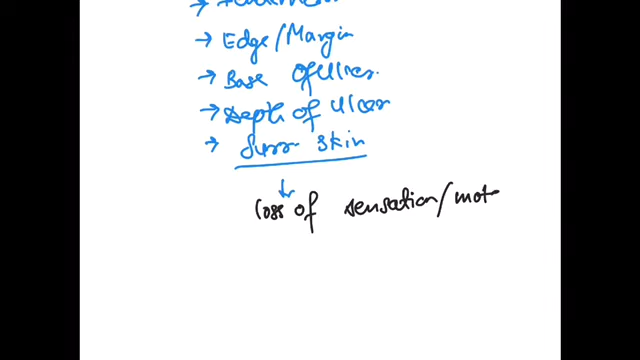 → Edge/Margin
→ Base of Ulcer
→ Depth of Ulcer
→ Surr skin
↓
loss of sensation/mot